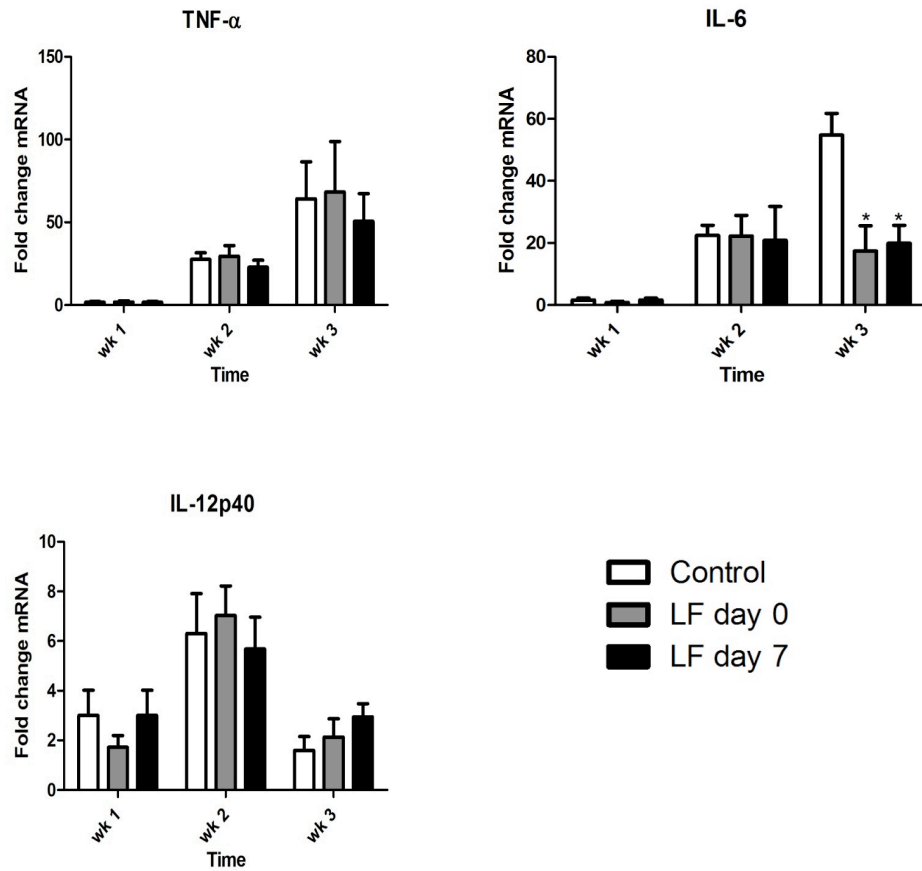 TNF-α
Fold change mRNA
150
100
50
0
wk 1
wk 2
wk 3
Time
IL-6
Fold change mRNA
80
60
40
20
0
* *
wk 1
wk 2
wk 3
Time
IL-12p40
Fold change mRNA
10
8
6
4
2
0
wk 1
wk 2
wk 3
Time
Control
LF day 0
LF day 7